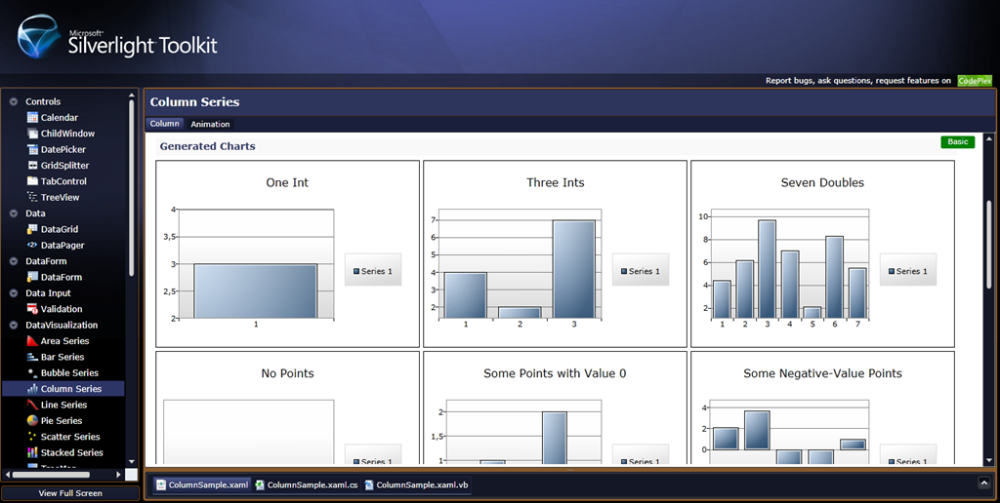 Microsoft®
Silverlight Toolkit
Report bugs, ask questions, request features on CodePlex
Controls
Calendar
ChildWindow
DatePicker
GridSplitter
TabControl
TreeView
Data
DataGrid
DataPager
DataForm
DataForm
Data Input
Validation
DataVisualization
Area Series
Bar Series
Bubble Series
Column Series
Line Series
Pie Series
Scatter Series
Stacked Series
TreeMap
View Full Screen
Column Series
Column Animation
Generated Charts
Basic
One Int
4
3,5
3
2,5
2
1
Series 1
Three Ints
7
6
5
4
3
2
1 2 3
Series 1
Seven Doubles
10
8
6
4
2
1 2 3 4 5 6 7
Series 1
No Points
Series 1
Some Points with Value 0
2
1,5
1
Series 1
Some Negative-Value Points
4
2
0
Series 1
ColumnSample.xaml ColumnSample.xaml.cs ColumnSample.xaml.vb